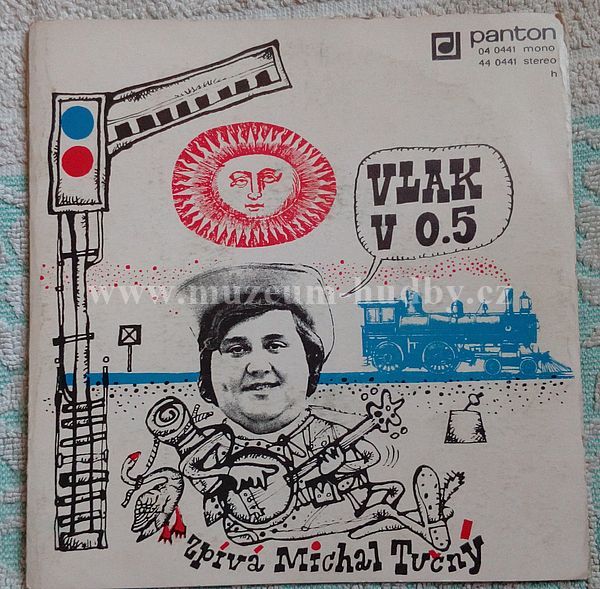 panton
04 0441 mono
44 0441 stereo
h
VLAK
V 0.5
www.muzeum-hudby.cz
zpívá Michal Tučný